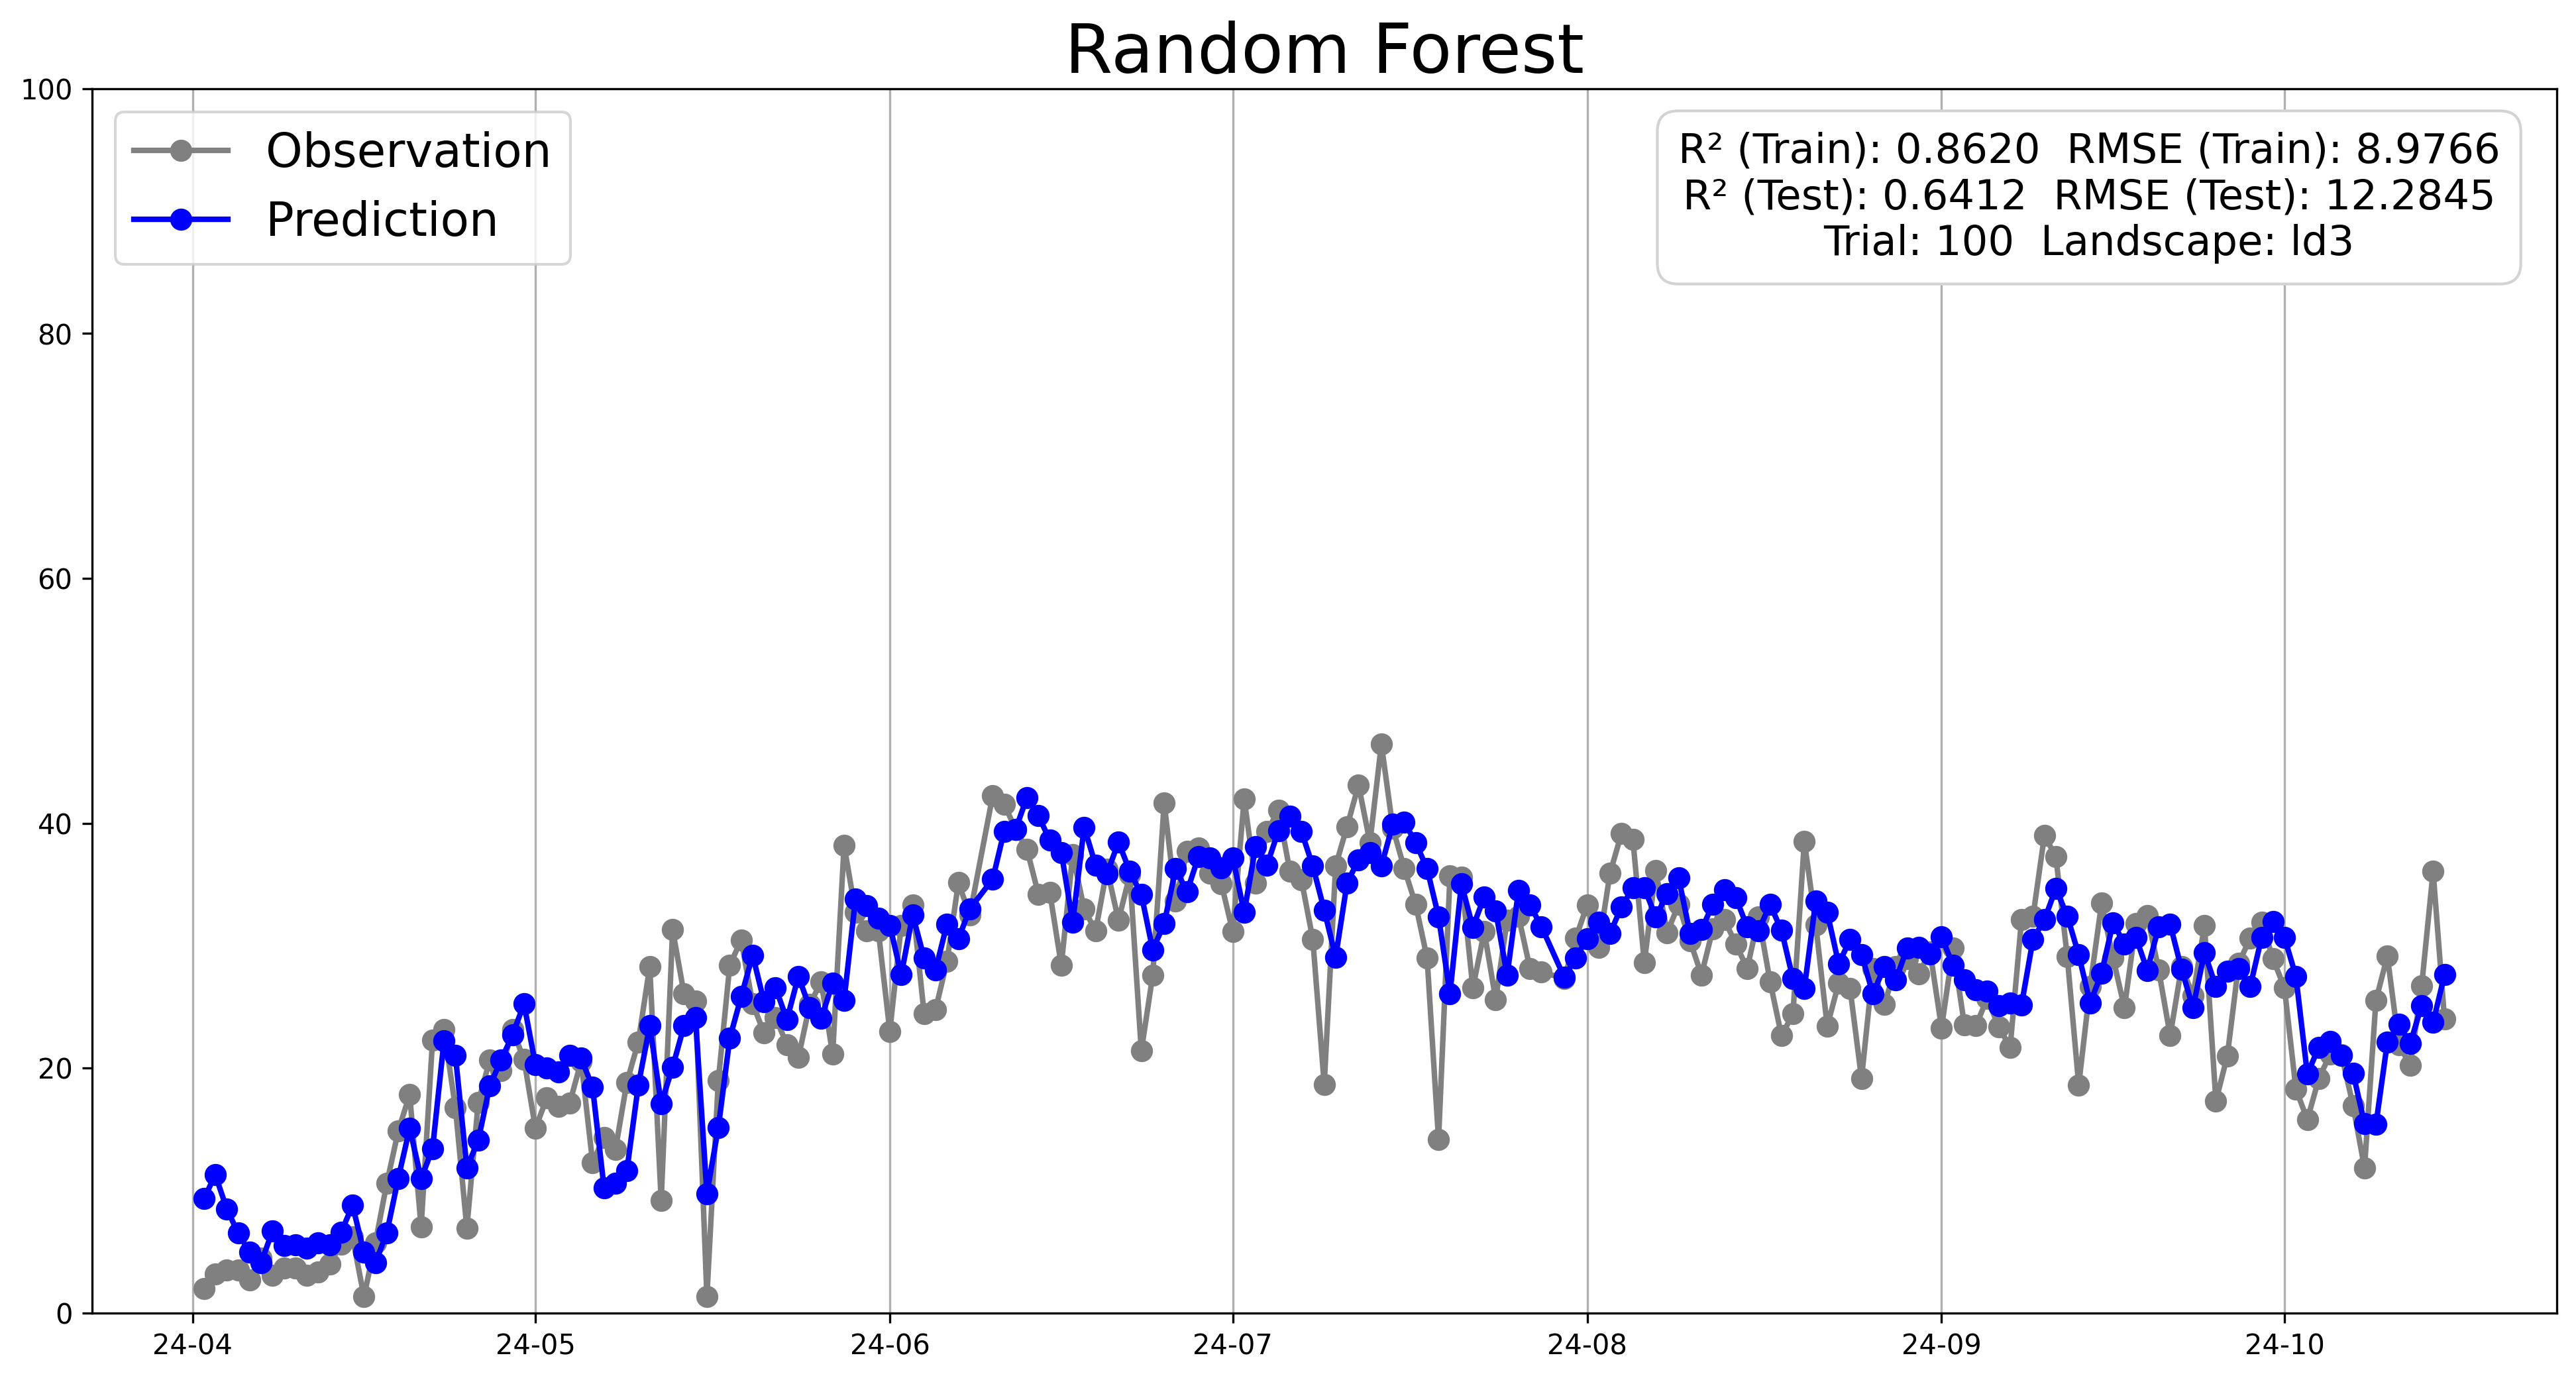 Random Forest
100
80
60
40
20
0
Observation
Prediction
R² (Train): 0.8620  RMSE (Train): 8.9766
R² (Test): 0.6412  RMSE (Test): 12.2845
Trial: 100  Landscape: ld3
24-04
24-05
24-06
24-07
24-08
24-09
24-10